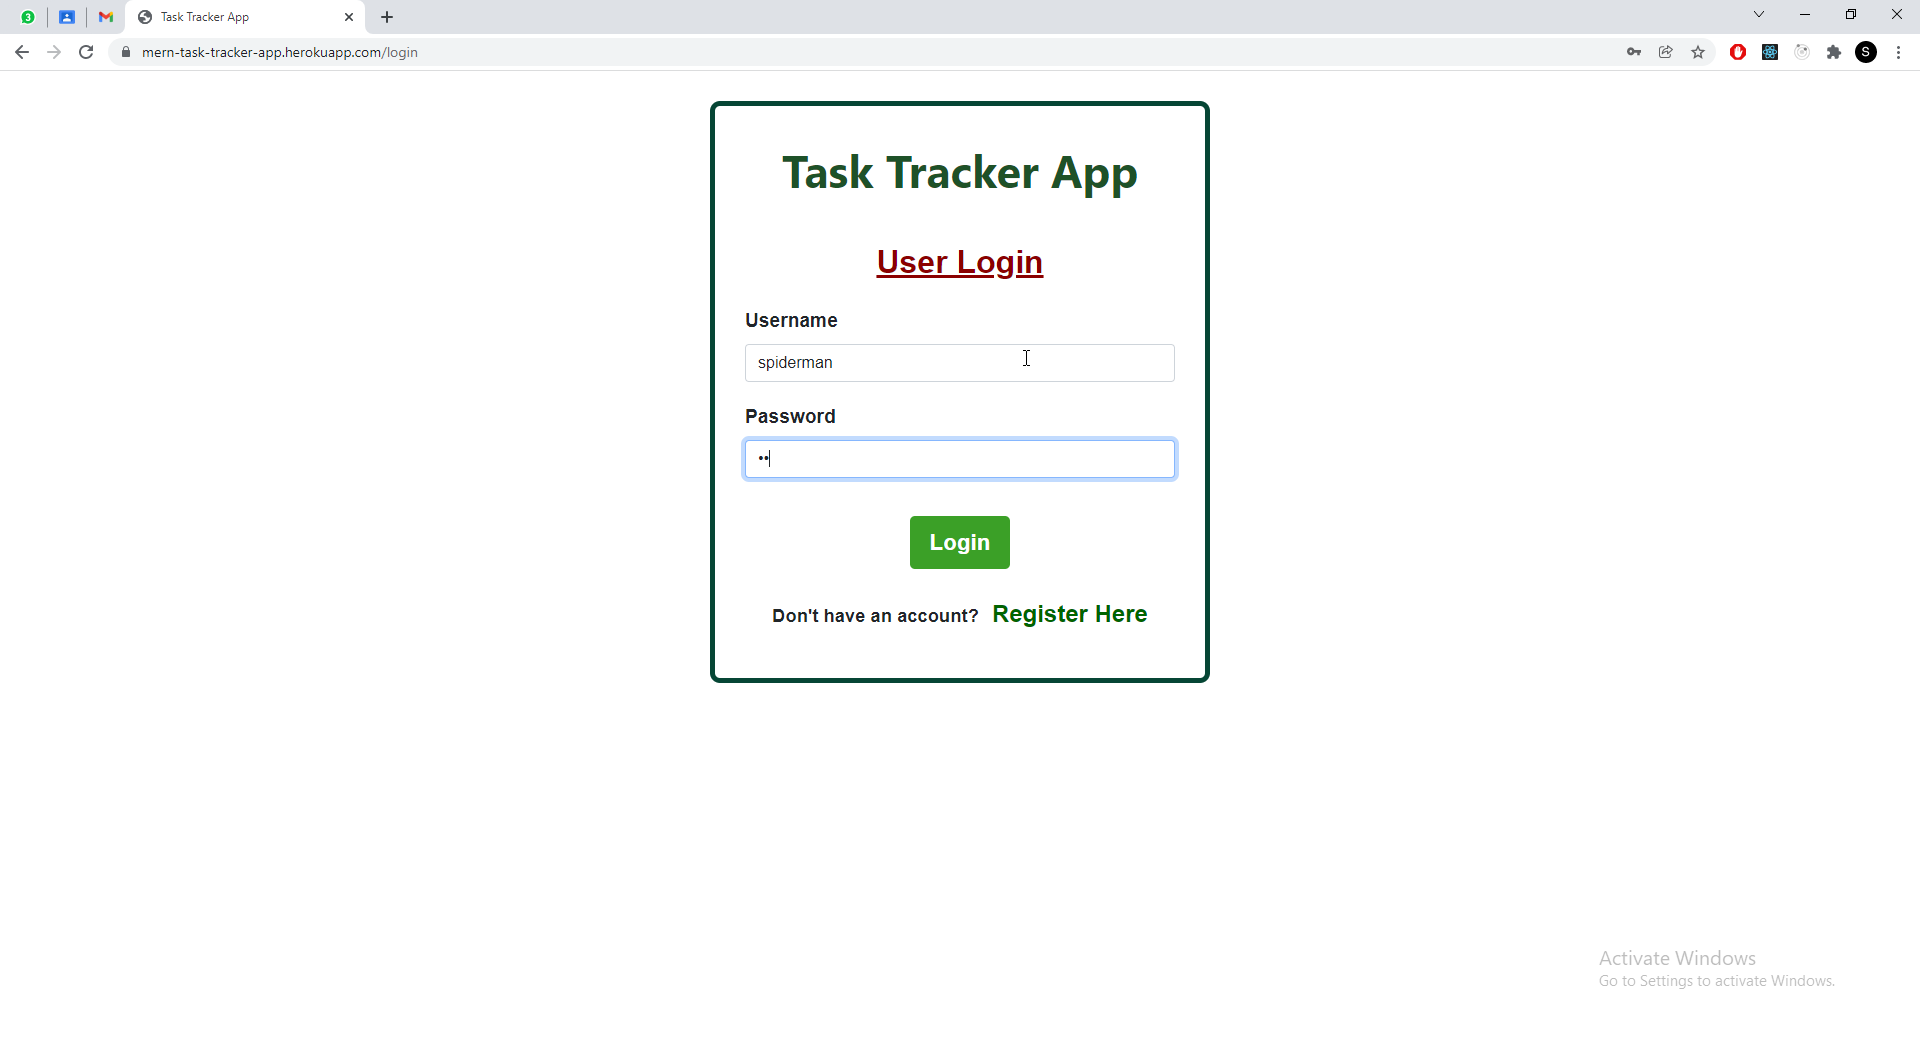 3
Task Tracker App
mern-task-tracker-app.herokuapp.com/login
S
Task Tracker App
User Login
Username
spiderman
Password
••
Login
Don't have an account? Register Here
Activate Windows
Go to Settings to activate Windows.